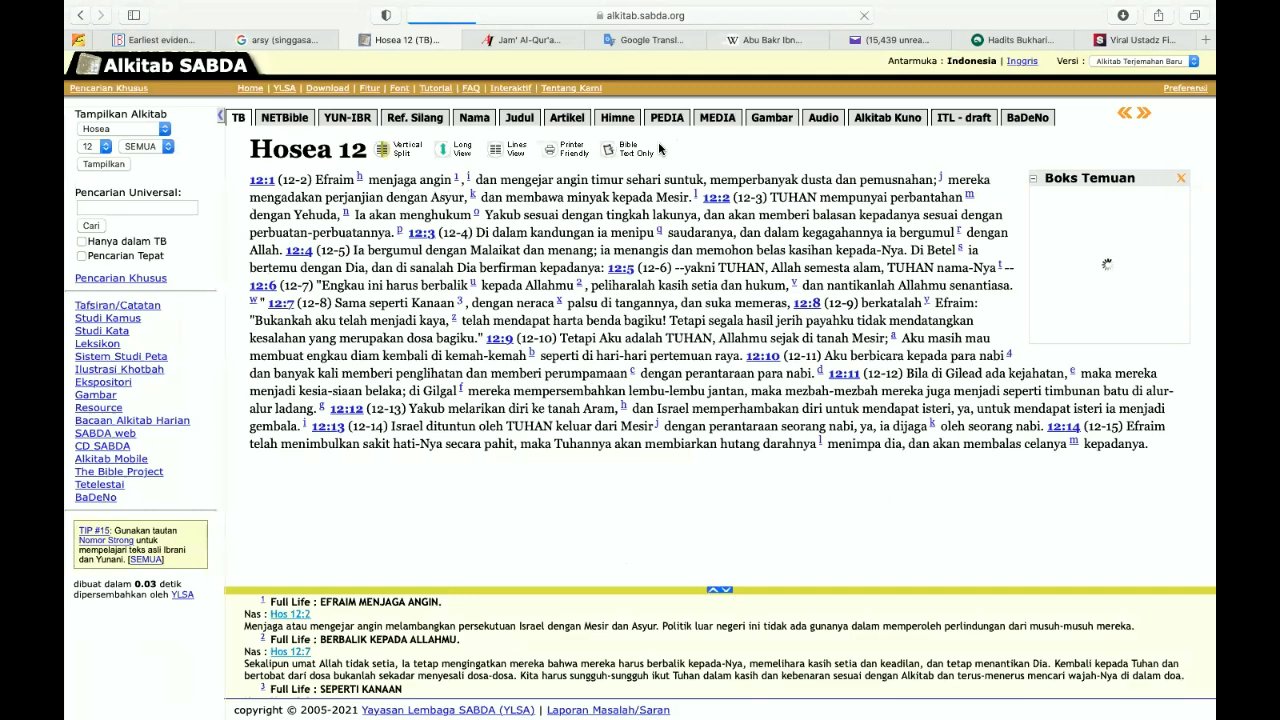 alkitab.sabda.org
Earliest eviden...
arsy (singgasa...
Hosea 12 (TB)...
Jam' Al-Qur'a...
Google Transl...
Abu Bakr Ibn...
(15,439 unrea...
Hadits Bukhari...
Viral Ustadz Fi...
Alkitab SABDA
Antarmuka : Indonesia / Inggris
Versi : Alkitab Terjemahan Baru
Pencarian Khusus
Home | YLSA | Download | Fitur | Font | Tutorial | FAQ | Interaktif | Tentang Kami
Preferensi
Tampilkan Alkitab
Hosea
12 SEMUA
Tampilkan
Pencarian Universal:
Cari
Hanya dalam TB
Pencarian Tepat
Pencarian Khusus
Tafsiran/Catatan
Studi Kamus
Studi Kata
Leksikon
Sistem Studi Peta
Ilustrasi Khotbah
Ekspositori
Gambar
Resource
Bacaan Alkitab Harian
SABDA web
CD SABDA
Alkitab Mobile
The Bible Project
Tetelestai
BaDeNo
TIP #15: Gunakan tautan
Nomor Strong untuk
mempelajari teks asli Ibrani
dan Yunani. [SEMUA]
dibuat dalam 0.03 detik
dipersembahkan oleh YLSA
TB NETBible YUN-IBR Ref. Silang Nama Judul Artikel Himne PEDIA MEDIA Gambar Audio Alkitab Kuno ITL - draft BaDeNo
Hosea 12
Vertical Split
Long View
Lines View
Printer Friendly
Bible Text Only
Boks Temuan
12:1 (12-2) Efraim h menjaga angin 1 , i dan mengejar angin timur sehari suntuk, memperbanyak dusta dan pemusnahan; j mereka
mengadakan perjanjian dengan Asyur, k dan membawa minyak kepada Mesir. l 12:2 (12-3) TUHAN mempunyai perbantahan m
dengan Yehuda, n Ia akan menghukum o Yakub sesuai dengan tingkah lakunya, dan akan memberi balasan kepadanya sesuai dengan
perbuatan-perbuatannya. p 12:3 (12-4) Di dalam kandungan ia menipu q saudaranya, dan dalam kegagahannya ia bergumul r dengan
Allah. 12:4 (12-5) Ia bergumul dengan Malaikat dan menang; ia menangis dan memohon belas kasihan kepada-Nya. Di Betel s ia
bertemu dengan Dia, dan di sanalah Dia berfirman kepadanya: 12:5 (12-6) --yakni TUHAN, Allah semesta alam, TUHAN nama-Nya t --
12:6 (12-7) "Engkau ini harus berbalik u kepada Allahmu 2 , peliharalah kasih setia dan hukum, v dan nantikanlah Allahmu senantiasa.
w " 12:7 (12-8) Sama seperti Kanaan 3 , dengan neraca x palsu di tangannya, dan suka memeras, 12:8 (12-9) berkatalah y Efraim:
"Bukankah aku telah menjadi kaya, z telah mendapat harta benda bagiku! Tetapi segala hasil jerih payahku tidak mendatangkan
kesalahan yang merupakan dosa bagiku." 12:9 (12-10) Tetapi Aku adalah TUHAN, Allahmu sejak di tanah Mesir; a Aku masih mau
membuat engkau diam kembali di kemah-kemah b seperti di hari-hari pertemuan raya. 12:10 (12-11) Aku berbicara kepada para nabi 4
dan banyak kali memberi penglihatan dan memberi perumpamaan c dengan perantaraan para nabi. d 12:11 (12-12) Bila di Gilead ada kejahatan, e maka mereka
menjadi kesia-siaan belaka; di Gilgal f mereka mempersembahkan lembu-lembu jantan, maka mezbah-mezbah mereka juga menjadi seperti timbunan batu di alur-
alur ladang. g 12:12 (12-13) Yakub melarikan diri ke tanah Aram, h dan Israel memperhambakan diri untuk mendapat isteri, ya, untuk mendapat isteri ia menjadi
gembala. i 12:13 (12-14) Israel dituntun oleh TUHAN keluar dari Mesir j dengan perantaraan seorang nabi, ya, ia dijaga k oleh seorang nabi. 12:14 (12-15) Efraim
telah menimbulkan sakit hati-Nya secara pahit, maka Tuhannya akan membiarkan hutang darahnya l menimpa dia, dan akan membalas celanya m kepadanya.
1 Full Life : EFRAIM MENJAGA ANGIN.
Nas : Hos 12:2
Menjaga atau mengejar angin melambangkan persekutuan Israel dengan Mesir dan Asyur. Politik luar negeri ini tidak ada gunanya dalam memperoleh perlindungan dari musuh-musuh mereka.
2 Full Life : BERBALIK KEPADA ALLAHMU.
Nas : Hos 12:7
Sekalipun umat Allah tidak setia, Ia tetap mengingatkan mereka bahwa mereka harus berbalik kepada-Nya, memelihara kasih setia dan keadilan, dan tetap menantikan Dia. Kembali kepada Tuhan dan
bertobat dari dosa bukanlah sekadar menyesali dosa-dosa. Kita harus sungguh-sungguh ikut Tuhan dalam kasih dan kebenaran sesuai dengan Alkitab dan terus-menerus mencari wajah-Nya di dalam doa.
3 Full Life : SEPERTI KANAAN
copyright © 2005-2021 Yayasan Lembaga SABDA (YLSA) | Laporan Masalah/Saran